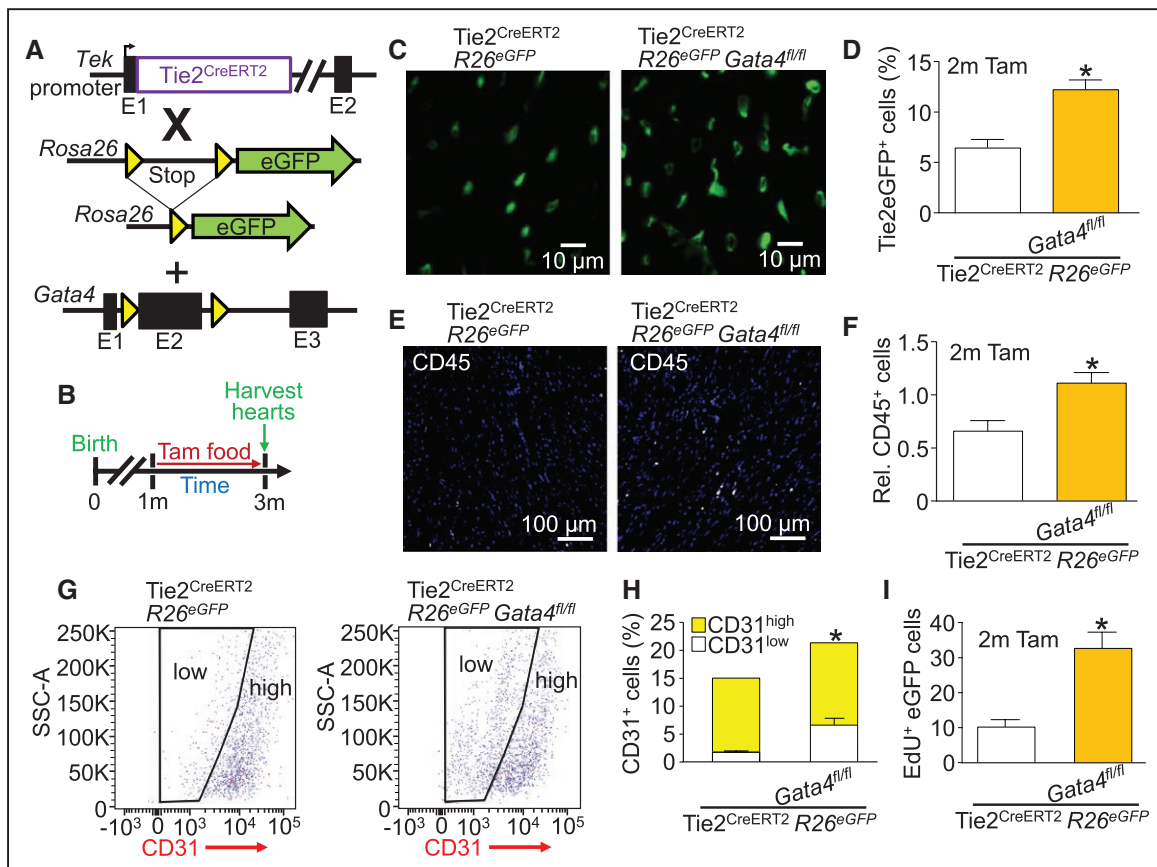 A
Tek
promoter
Tie2CreERT2
E1
E2
X
Rosa26
Stop
eGFP
Rosa26
eGFP
+
Gata4
E1
E2
E3
B
Harvest
hearts
Birth
Tam food
Time
0
1m
3m
C
Tie2CreERT2
R26eGFP
Tie2CreERT2
R26eGFP Gata4fl/fl
10 µm
10 µm
D
Tie2eGFP+ cells (%)
2m Tam
*
15
10
5
0
Gata4fl/fl
Tie2CreERT2 R26eGFP
E
Tie2CreERT2
R26eGFP
Tie2CreERT2
R26eGFP Gata4fl/fl
CD45
CD45
100 µm
100 µm
F
Rel. CD45+ cells
2m Tam
*
1.5
1.0
0.5
0
Gata4fl/fl
Tie2CreERT2 R26eGFP
G
Tie2CreERT2
R26eGFP
Tie2CreERT2
R26eGFP Gata4fl/fl
SSC-A
250K
200K
150K
100K
50K
0
low
high
-10³ 0 10³ 10⁴ 10⁵
CD31
SSC-A
250K
200K
150K
100K
50K
0
low
high
-10³ 0 10³ 10⁴ 10⁵
CD31
H
CD31+ cells (%)
CD31high
CD31low
*
25
20
15
10
5
0
Gata4fl/fl
Tie2CreERT2 R26eGFP
I
EdU+ eGFP cells
2m Tam
*
40
30
20
10
0
Gata4fl/fl
Tie2CreERT2 R26eGFP